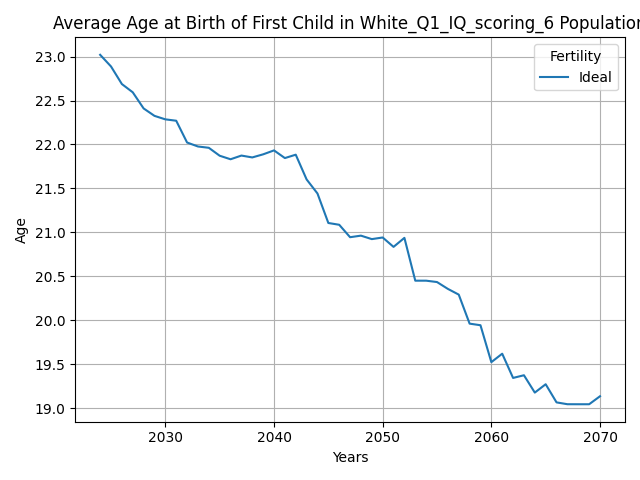 Average Age at Birth of First Child in White_Q1_IQ_scoring_6 Population
23.0
22.5
22.0
21.5
21.0
20.5
20.0
19.5
19.0
Age
Fertility
Ideal
2030 2040 2050 2060 2070
Years